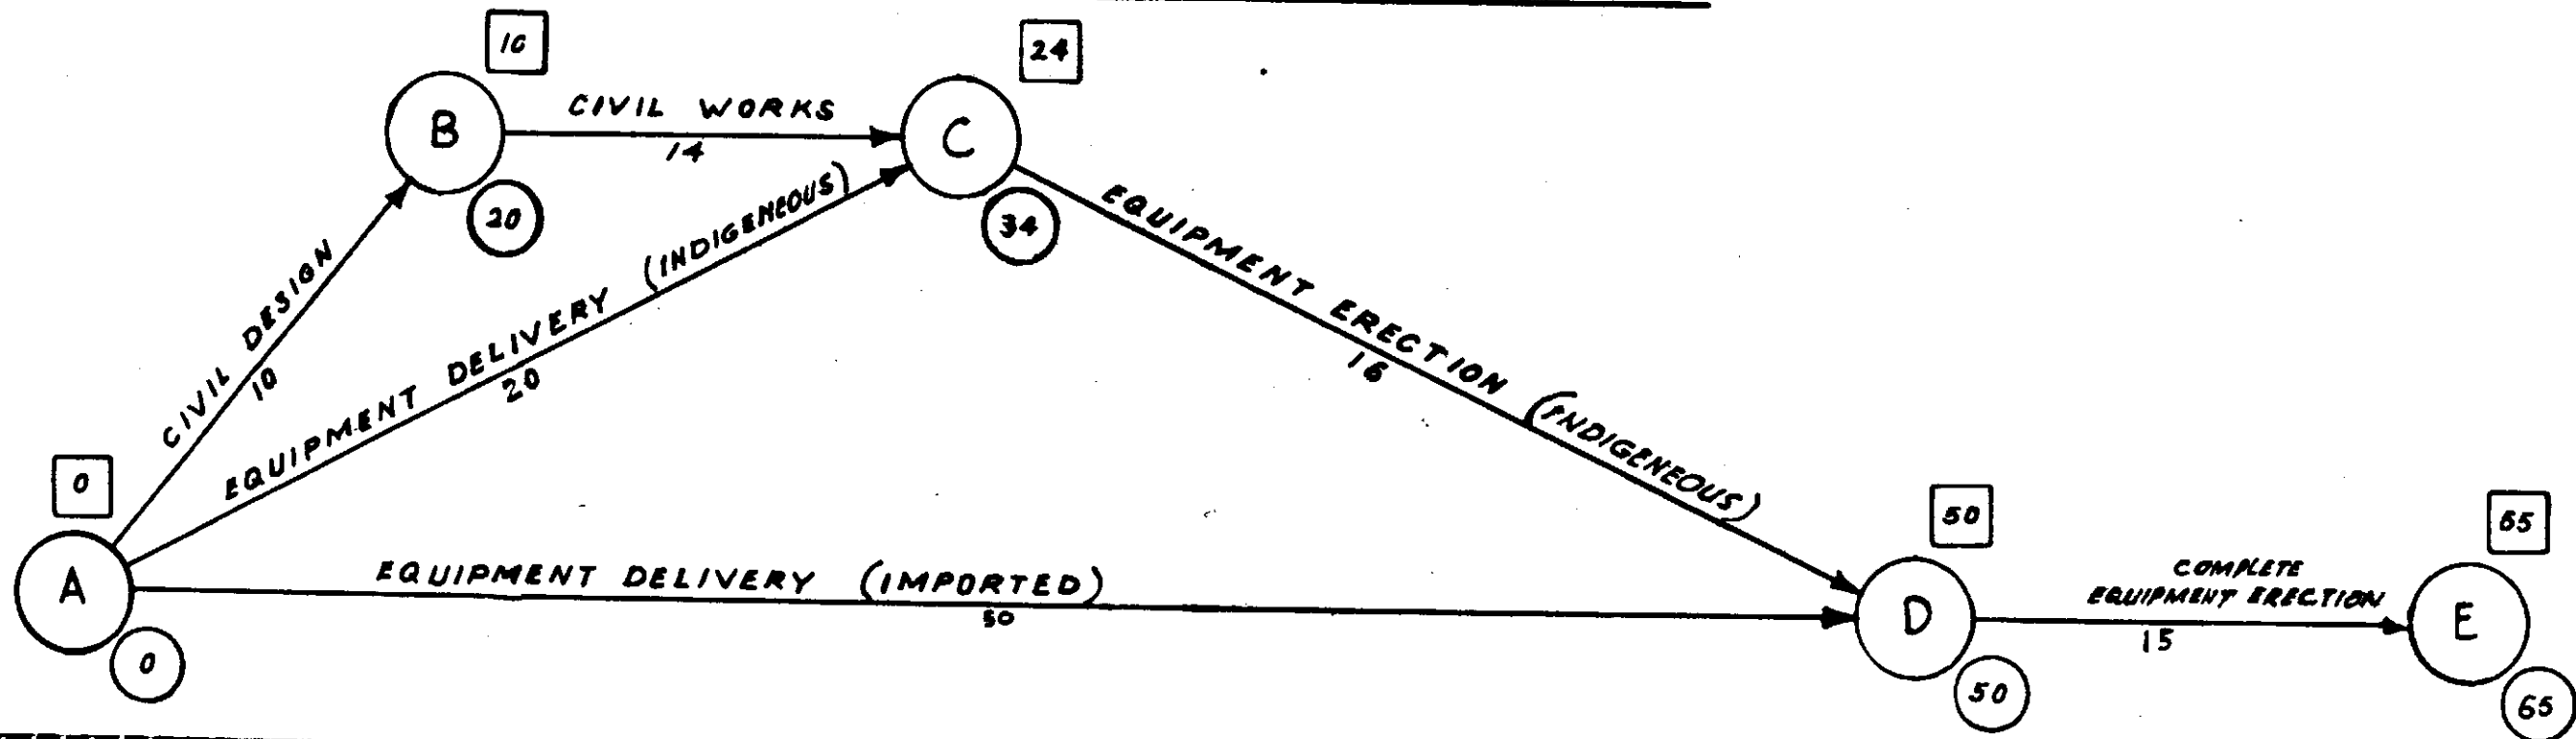 10
24
B
CIVIL WORKS
14
C
20
34
CIVIL DESIGN
10
EQUIPMENT DELIVERY (INDIGENEOUS)
20
EQUIPMENT ERECTION (INDIGENEOUS)
16
0
A
0
EQUIPMENT DELIVERY (IMPORTED)
50
50
D
50
COMPLETE
EQUIPMENT ERECTION
15
65
E
65